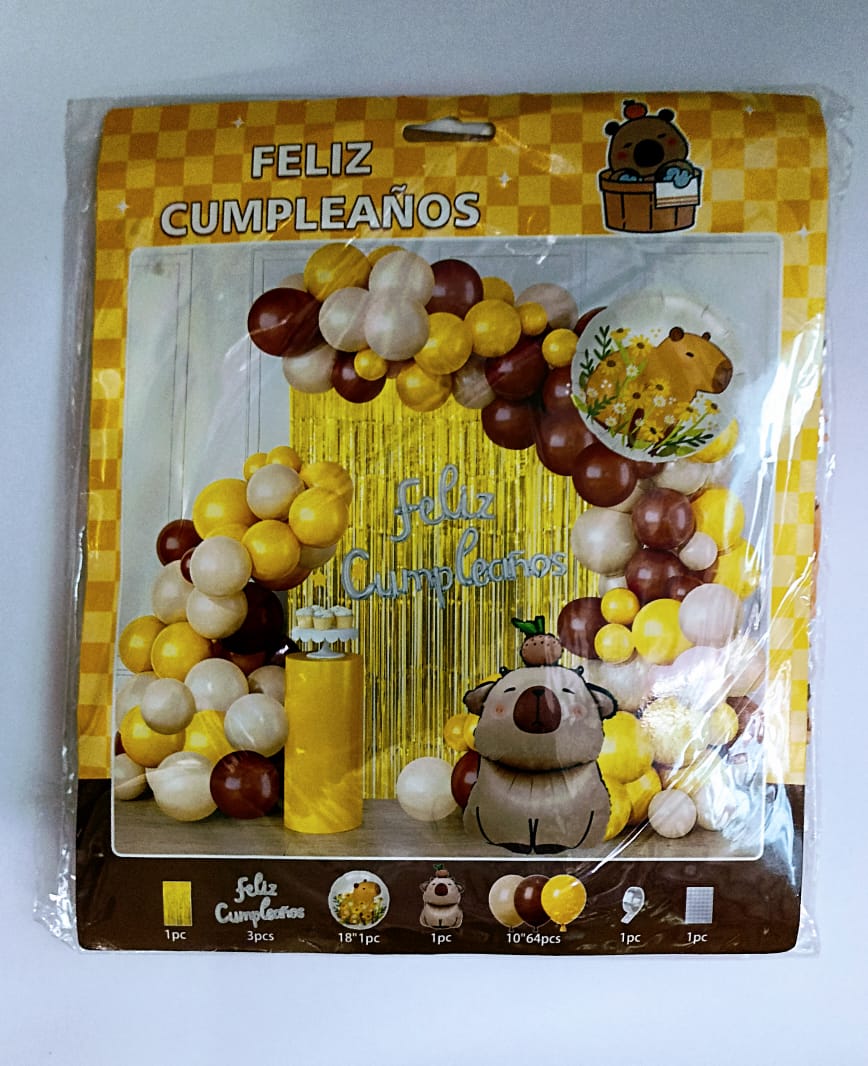 FELIZ
CUMPLEAÑOS
feliz
Cumpleaños
feliz
Cumpleaños
1pc
3pcs
18"1pc
1pc
10"64pcs
1pc
1pc